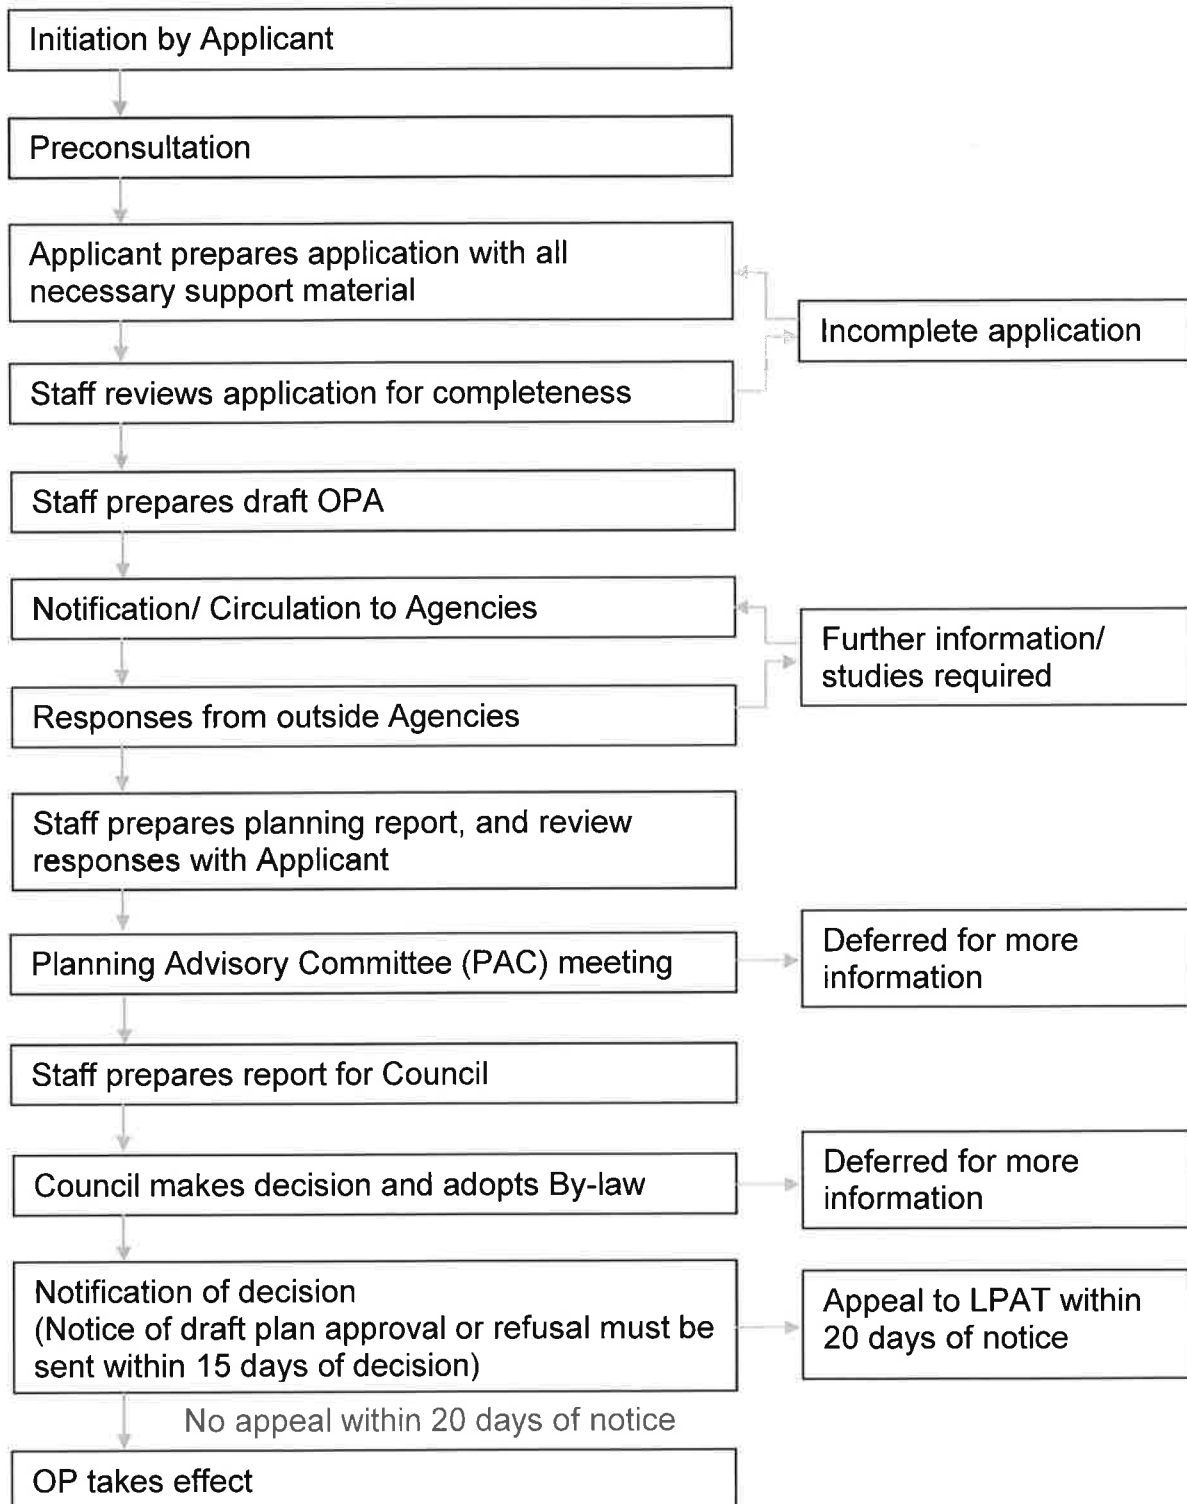 Initiation by Applicant
Preconsultation
Applicant prepares application with all
necessary support material
Incomplete application
Staff reviews application for completeness
Staff prepares draft OPA
Notification/ Circulation to Agencies
Further information/
studies required
Responses from outside Agencies
Staff prepares planning report, and review
responses with Applicant
Planning Advisory Committee (PAC) meeting
Deferred for more
information
Staff prepares report for Council
Council makes decision and adopts By-law
Deferred for more
information
Notification of decision
(Notice of draft plan approval or refusal must be
sent within 15 days of decision)
Appeal to LPAT within
20 days of notice
No appeal within 20 days of notice
OP takes effect